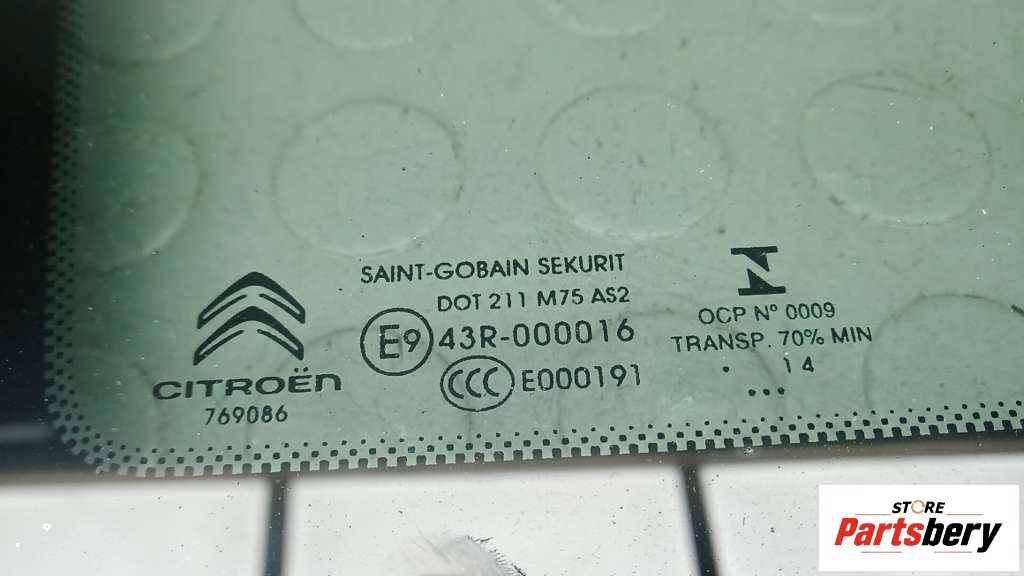 CITROËN
769086
SAINT-GOBAIN SEKURIT
DOT 211 M75 AS2
E9 43R-000016
CCC E000191
OCP Nº 0009
TRANSP. 70% MIN
. 14
...
STORE
Partsbery